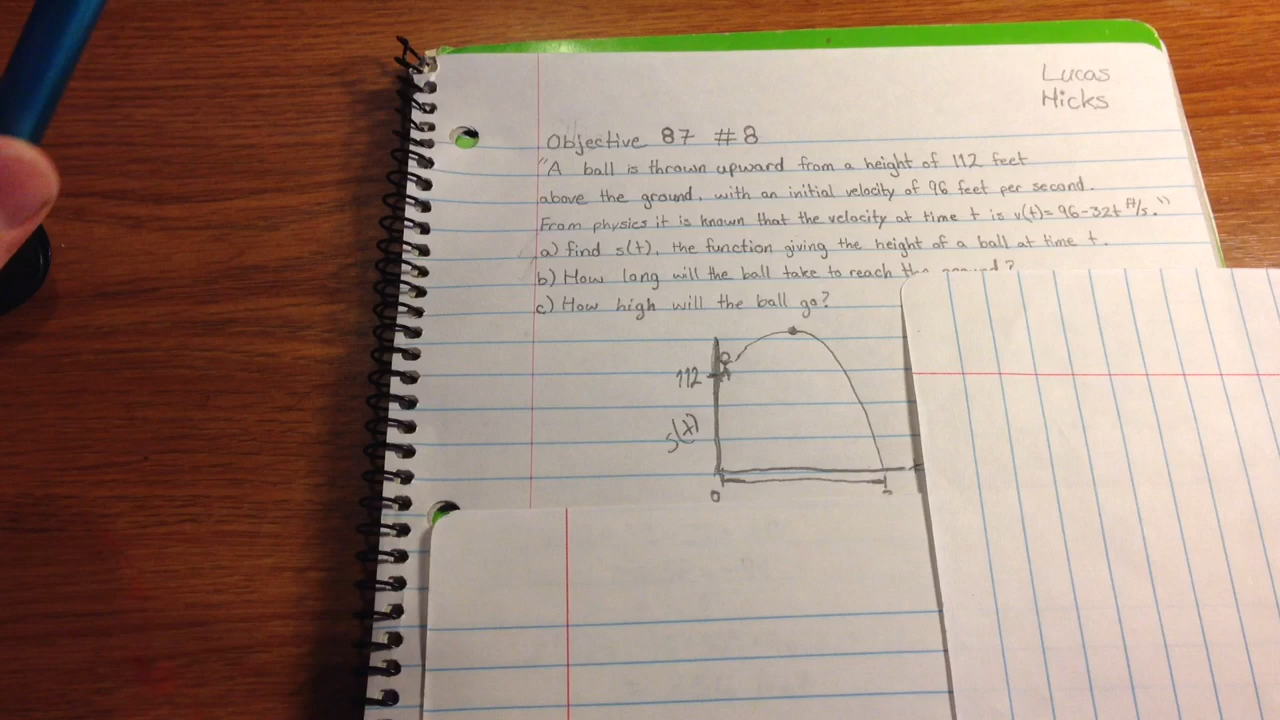 Lucas
Hicks
Objective 87 #8
"A ball is thrown upward from a height of 112 feet
above the ground, with an initial velocity of 96 feet per second.
From physics it is known that the velocity at time t is v(t)=96-32t ft/s."
a) find s(t), the function giving the height of a ball at time t.
b) How long will the ball take to reach the
c) How high will the ball go?
112
s(t)
0